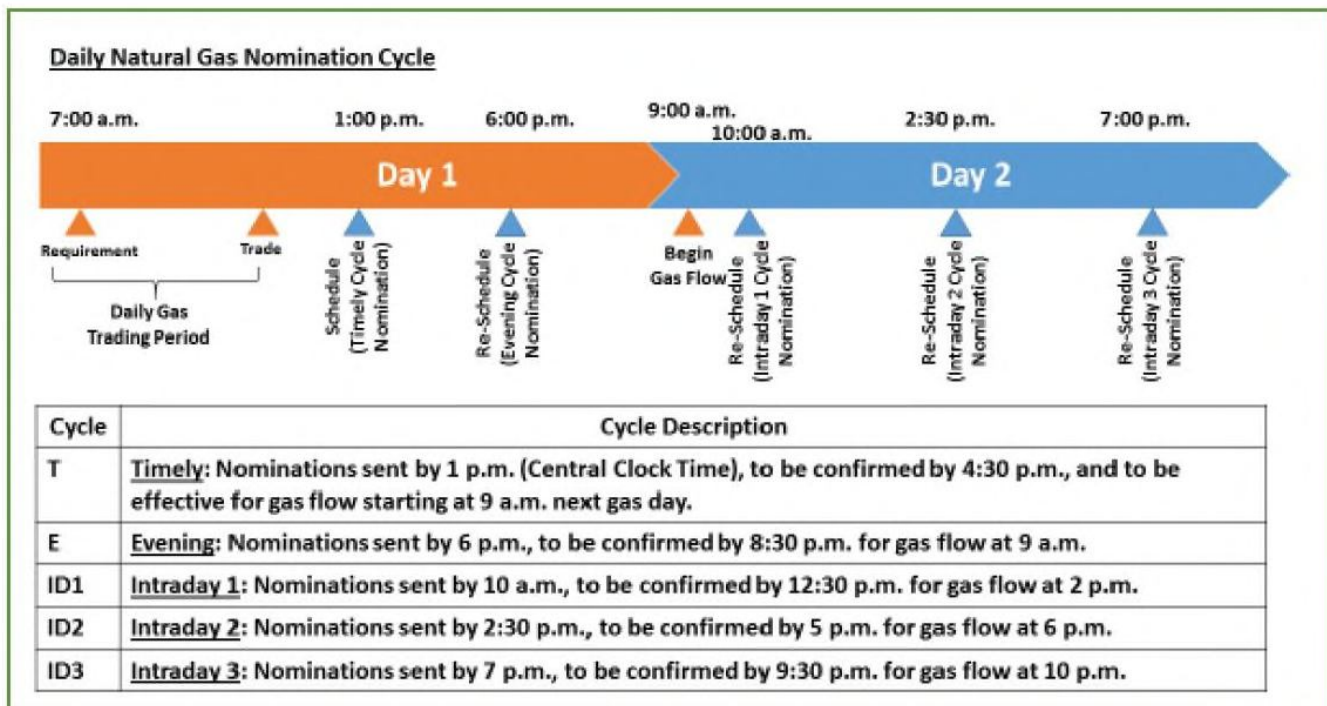 Daily Natural Gas Nomination Cycle
7:00 a.m.
1:00 p.m.
6:00 p.m.
9:00 a.m.
10:00 a.m.
2:30 p.m.
7:00 p.m.
Day 1
Day 2
Requirement
Trade
Daily Gas
Trading Period
Schedule
(Timely Cycle
Nomination)
Re-Schedule
(Evening Cycle
Nomination)
Begin
Gas Flow
Re-Schedule
(Intraday 1 Cycle
Nomination)
Re-Schedule
(Intraday 2 Cycle
Nomination)
Re-Schedule
(Intraday 3 Cycle
Nomination)
Cycle Cycle Description
T Timely: Nominations sent by 1 p.m. (Central Clock Time), to be confirmed by 4:30 p.m., and to be
effective for gas flow starting at 9 a.m. next gas day.
E Evening: Nominations sent by 6 p.m., to be confirmed by 8:30 p.m. for gas flow at 9 a.m.
ID1 Intraday 1: Nominations sent by 10 a.m., to be confirmed by 12:30 p.m. for gas flow at 2 p.m.
ID2 Intraday 2: Nominations sent by 2:30 p.m., to be confirmed by 5 p.m. for gas flow at 6 p.m.
ID3 Intraday 3: Nominations sent by 7 p.m., to be confirmed by 9:30 p.m. for gas flow at 10 p.m.